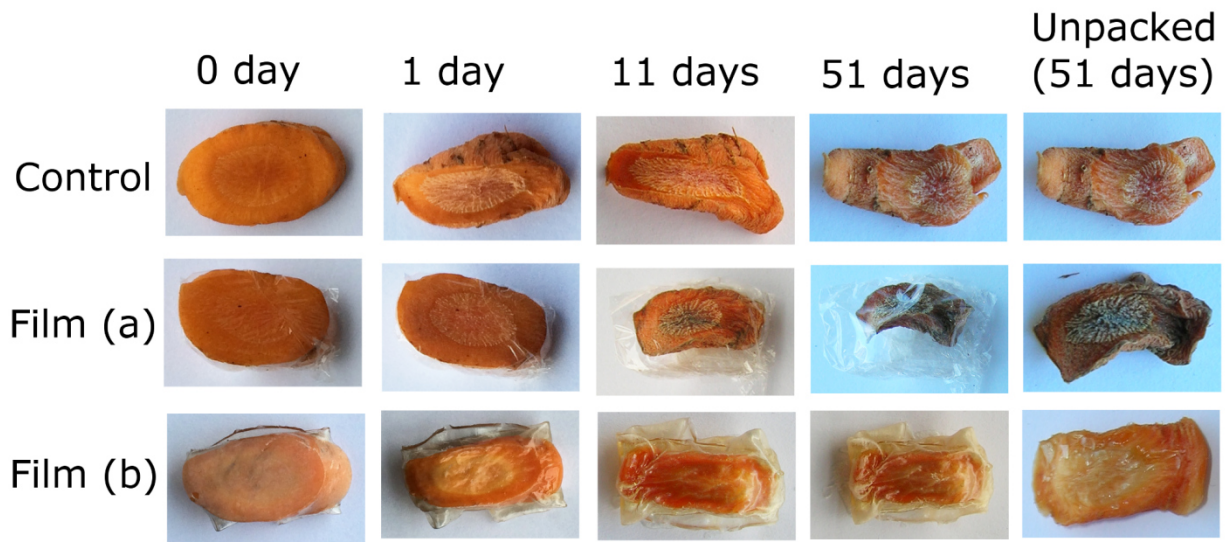 0 day
1 day
11 days
51 days
Unpacked
(51 days)
Control
Film (a)
Film (b)